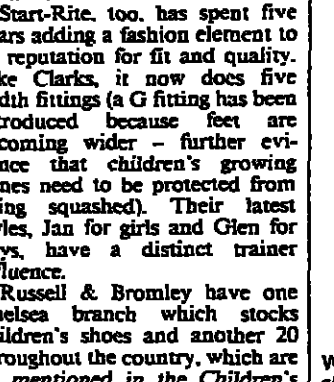 Start-Rite, too, has spent five
ars adding a fashion element to
reputation for fit and quality.
ke Clarks, it now does five
dth fittings (a G fitting has been
troduced because feet are
coming wider – further evi-
nce that children's growing
nes need to be protected from
ing squashed). Their latest
les, Jan for girls and Glen for
ys, have a distinct trainer
luence.
Russell & Bromley have one
elsea branch which stocks
ildren's shoes and another 20
roughout the country, which are
mentioned in the Children's